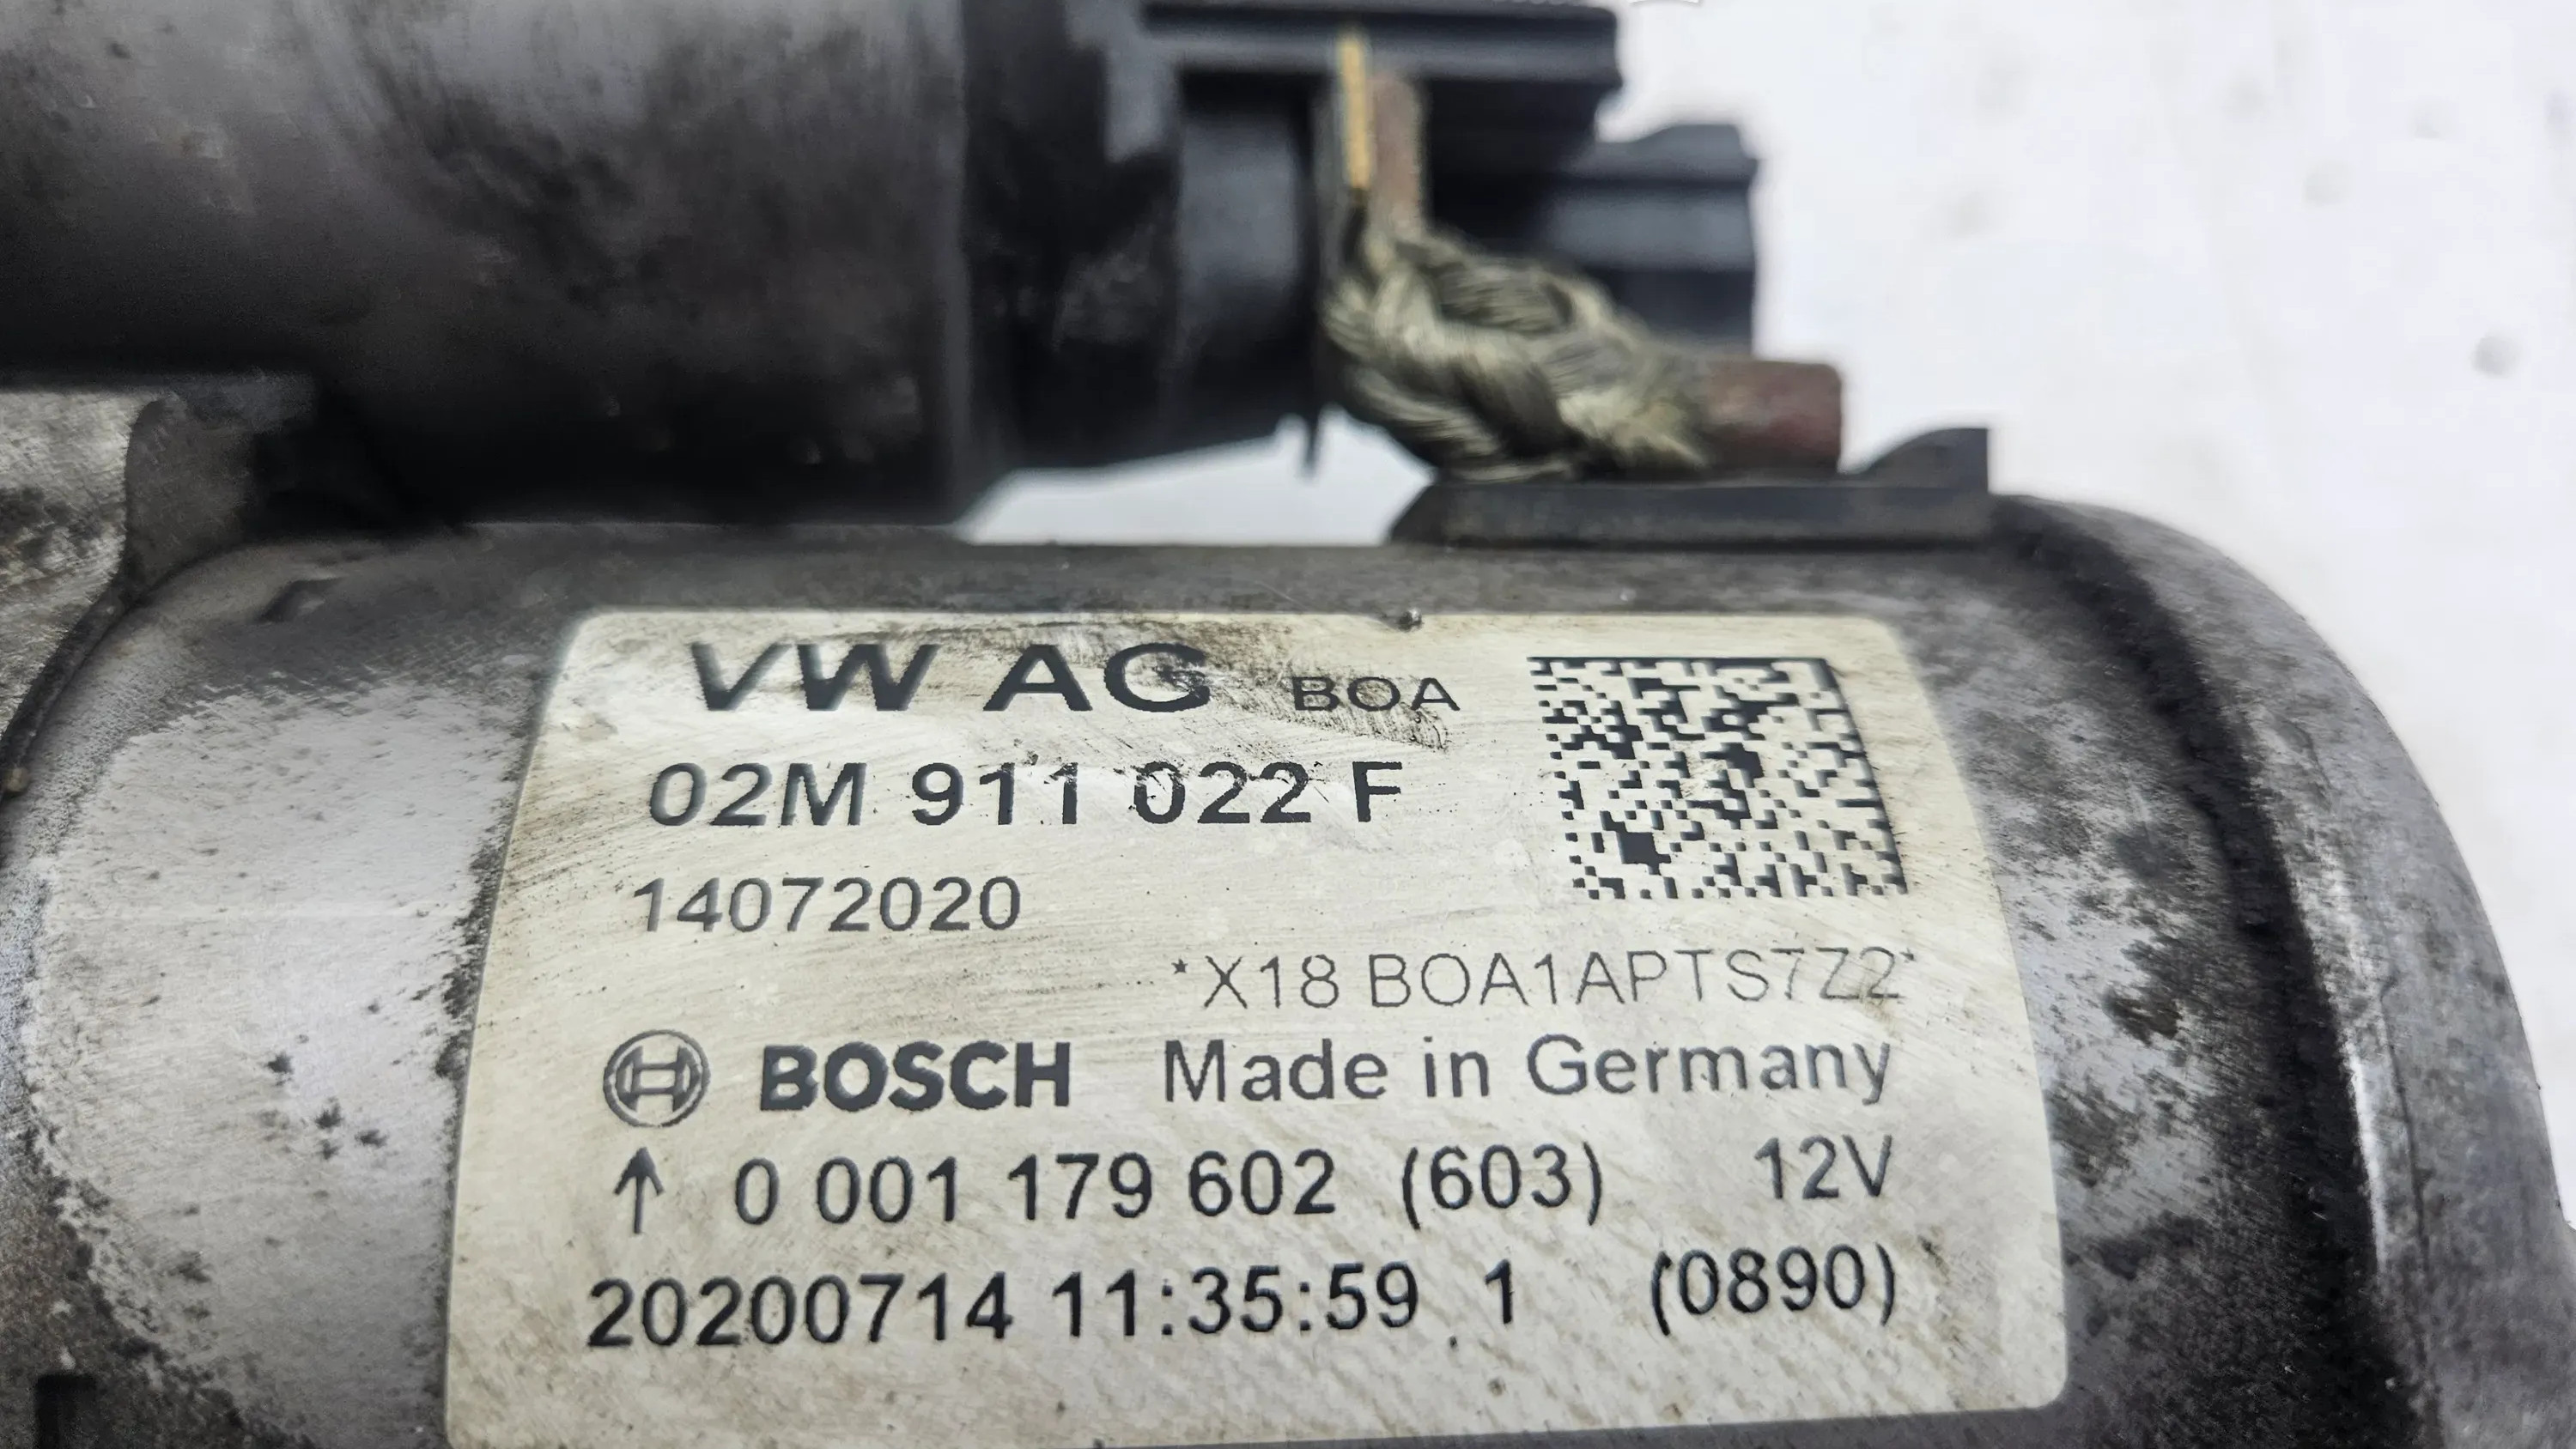 VW AG BOA
02M 911 022 F
14072020
*X18 BOA1APTS7Z2*
BOSCH Made in Germany
↑ 0 001 179 602 (603) 12V
20200714 11:35:59 1 (0890)